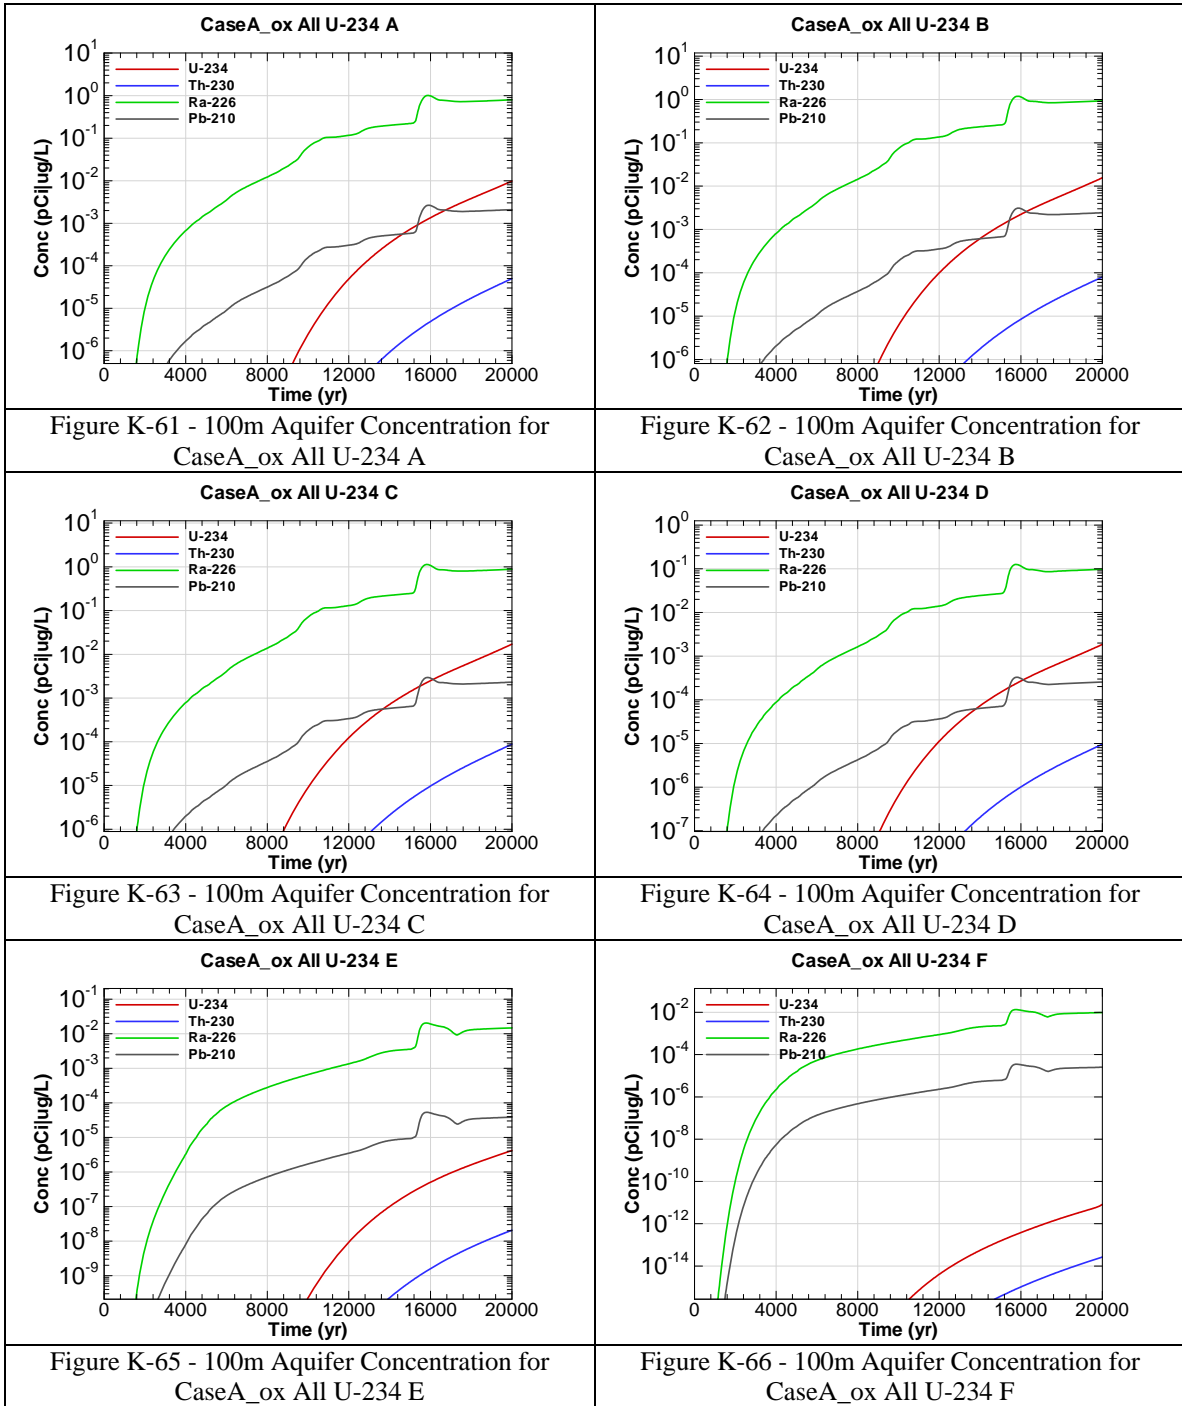 CaseA_ox All U-234 A
10^1
10^0
10^-1
10^-2
10^-3
10^-4
10^-5
10^-6
Conc (pCi|ug/L)
U-234
Th-230
Ra-226
Pb-210
0 4000 8000 12000 16000 20000
Time (yr)
Figure K-61 - 100m Aquifer Concentration for
CaseA_ox All U-234 A
CaseA_ox All U-234 B
10^1
10^0
10^-1
10^-2
10^-3
10^-4
10^-5
10^-6
Conc (pCi|ug/L)
U-234
Th-230
Ra-226
Pb-210
0 4000 8000 12000 16000 20000
Time (yr)
Figure K-62 - 100m Aquifer Concentration for
CaseA_ox All U-234 B
CaseA_ox All U-234 C
10^1
10^0
10^-1
10^-2
10^-3
10^-4
10^-5
10^-6
Conc (pCi|ug/L)
U-234
Th-230
Ra-226
Pb-210
0 4000 8000 12000 16000 20000
Time (yr)
Figure K-63 - 100m Aquifer Concentration for
CaseA_ox All U-234 C
CaseA_ox All U-234 D
10^0
10^-1
10^-2
10^-3
10^-4
10^-5
10^-6
10^-7
Conc (pCi|ug/L)
U-234
Th-230
Ra-226
Pb-210
0 4000 8000 12000 16000 20000
Time (yr)
Figure K-64 - 100m Aquifer Concentration for
CaseA_ox All U-234 D
CaseA_ox All U-234 E
10^-1
10^-2
10^-3
10^-4
10^-5
10^-6
10^-7
10^-8
10^-9
Conc (pCi|ug/L)
U-234
Th-230
Ra-226
Pb-210
0 4000 8000 12000 16000 20000
Time (yr)
Figure K-65 - 100m Aquifer Concentration for
CaseA_ox All U-234 E
CaseA_ox All U-234 F
10^-2
10^-4
10^-6
10^-8
10^-10
10^-12
10^-14
Conc (pCi|ug/L)
U-234
Th-230
Ra-226
Pb-210
0 4000 8000 12000 16000 20000
Time (yr)
Figure K-66 - 100m Aquifer Concentration for
CaseA_ox All U-234 F